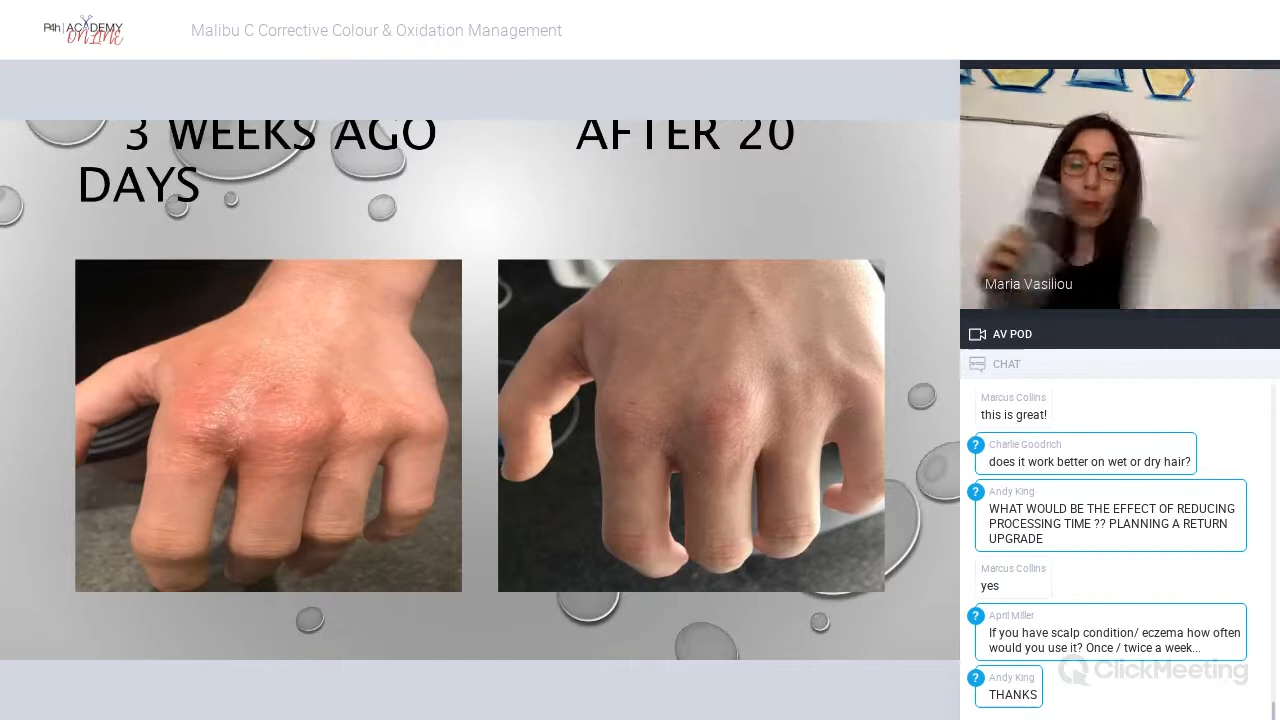 P4h ACADEMY
ONLINE
Malibu C Corrective Colour & Oxidation Management
3 WEEKS AGO AFTER 20
DAYS
Maria Vasiliou
AV POD
CHAT
Marcus Collins
this is great!
? Charlie Goodrich
does it work better on wet or dry hair?
? Andy King
WHAT WOULD BE THE EFFECT OF REDUCING
PROCESSING TIME ?? PLANNING A RETURN
UPGRADE
Marcus Collins
yes
? April Miller
If you have scalp condition/ eczema how often
would you use it? Once / twice a week...
? Andy King
THANKS
ClickMeeting